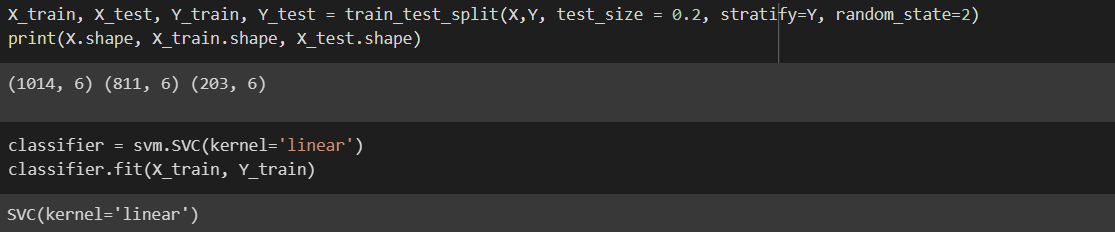 X_train, X_test, Y_train, Y_test = train_test_split(X,Y, test_size = 0.2, stratify=Y, random_state=2)
print(X.shape, X_train.shape, X_test.shape)
(1014, 6) (811, 6) (203, 6)
classifier = svm.SVC(kernel='linear')
classifier.fit(X_train, Y_train)
SVC(kernel='linear')